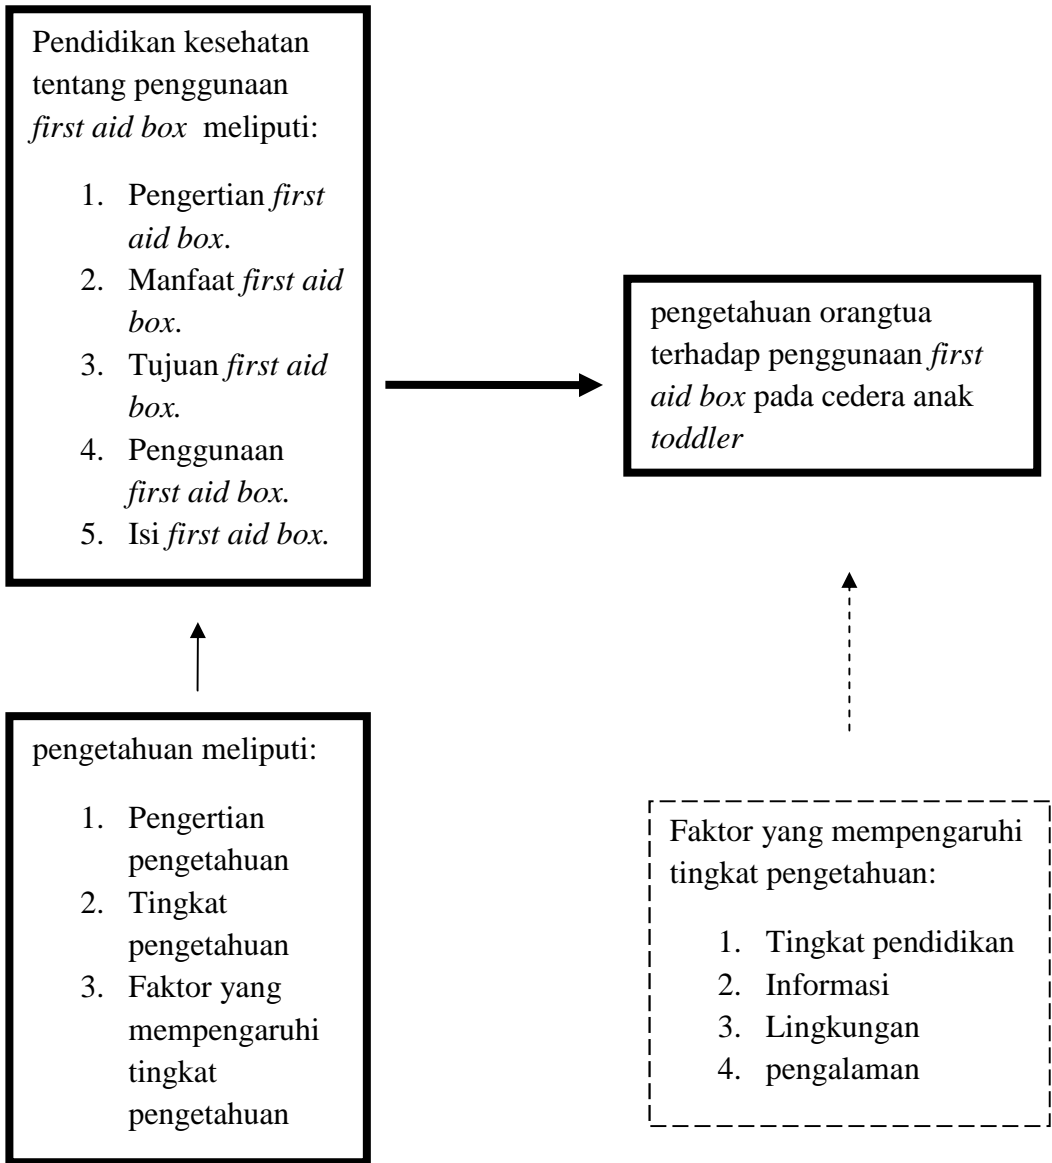 Pendidikan kesehatan
tentang penggunaan
first aid box meliputi:
1. Pengertian first
aid box.
2. Manfaat first aid
box.
3. Tujuan first aid
box.
4. Penggunaan
first aid box.
5. Isi first aid box.
pengetahuan orangtua
terhadap penggunaan first
aid box pada cedera anak
toddler
pengetahuan meliputi:
1. Pengertian
pengetahuan
2. Tingkat
pengetahuan
3. Faktor yang
mempengaruhi
tingkat
pengetahuan
Faktor yang mempengaruhi
tingkat pengetahuan:
1. Tingkat pendidikan
2. Informasi
3. Lingkungan
4. pengalaman